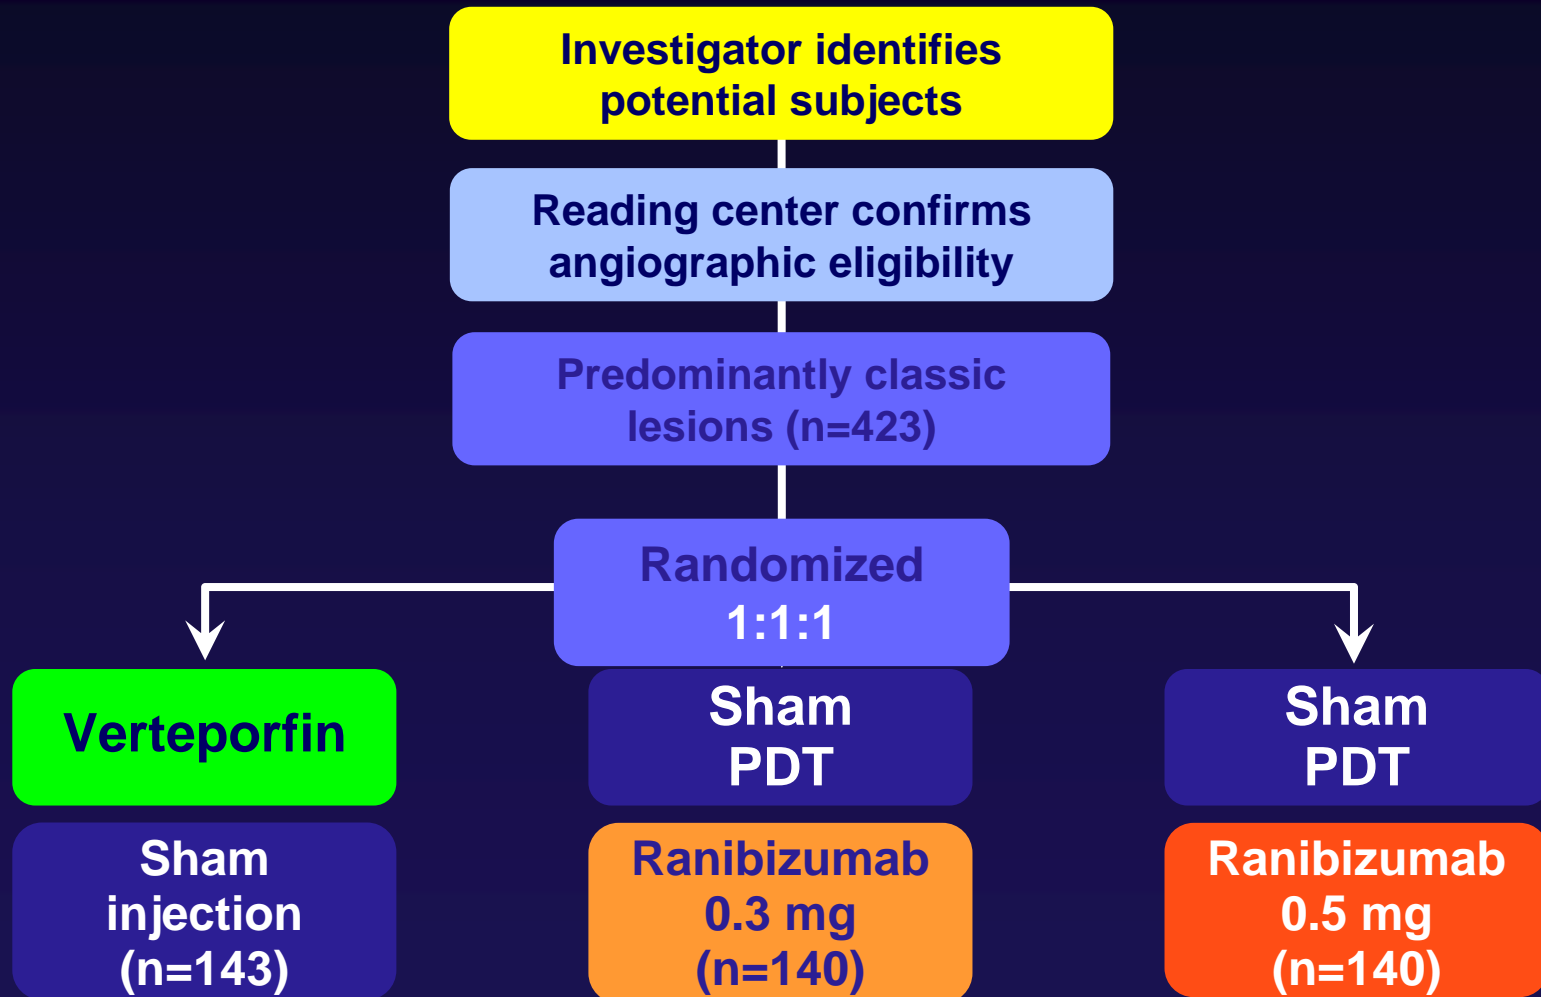 Investigator identifies
potential subjects
Reading center confirms
angiographic eligibility
Predominantly classic
lesions (n=423)
Randomized
1:1:1
Verteporfin
Sham
injection
(n=143)
Sham
PDT
Ranibizumab
0.3 mg
(n=140)
Sham
PDT
Ranibizumab
0.5 mg
(n=140)